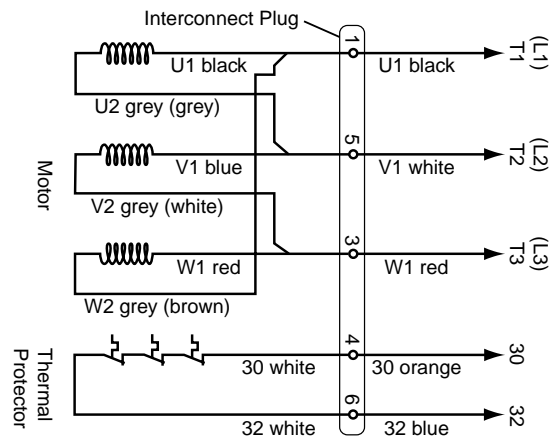 Interconnect Plug
1
U1 black
U1 black
T1
(L1)
U2 grey (grey)
5
V1 blue
V1 white
T2
(L2)
Motor
V2 grey (white)
3
W1 red
W1 red
T3
(L3)
W2 grey (brown)
Thermal
Protector
4
30 white
30 orange
30
6
32 white
32 blue
32